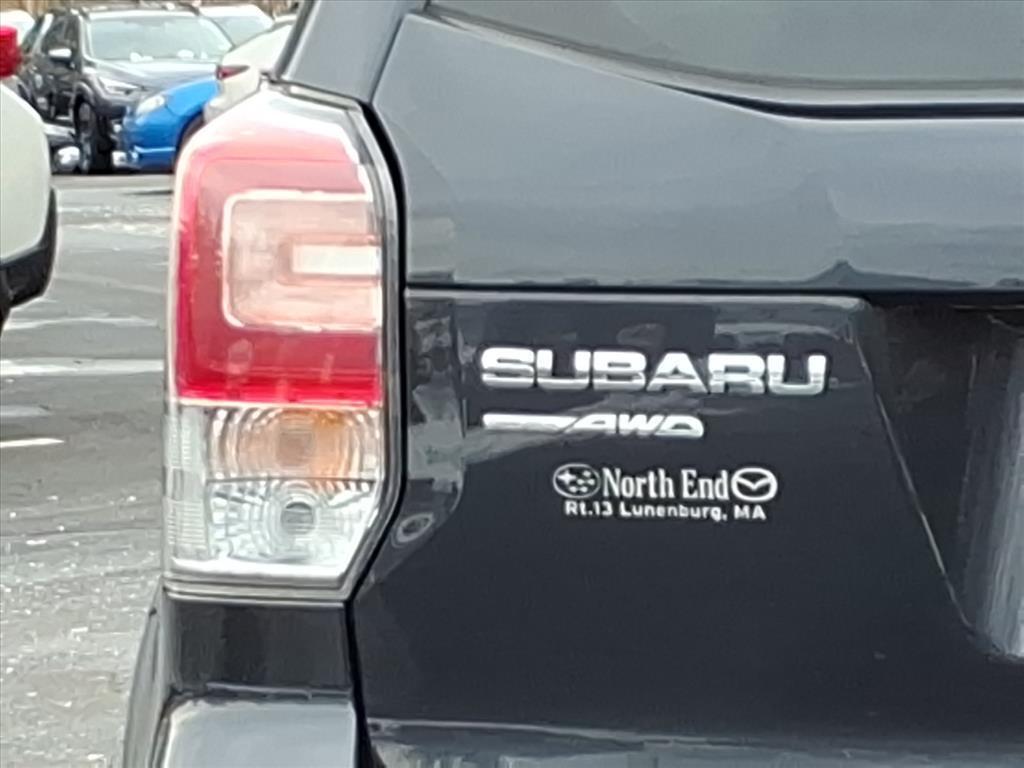 SUBARU
AWD
North End
Rt.13 Lunenburg, MA